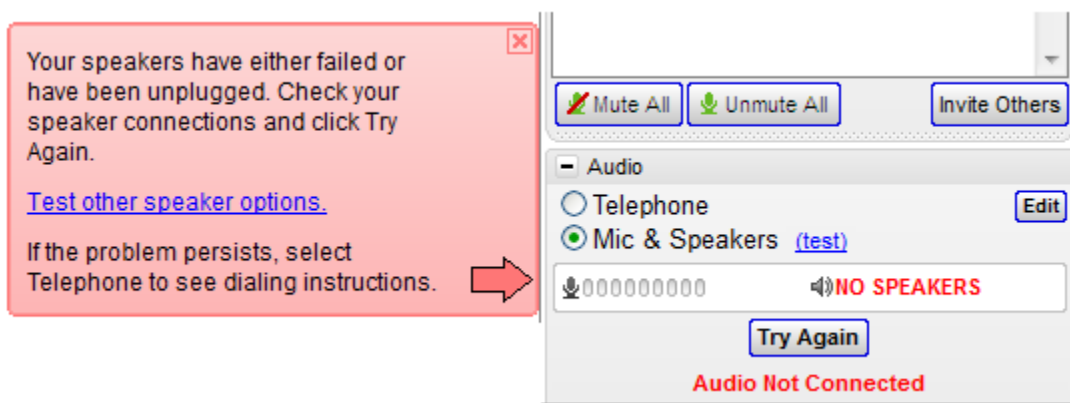 Your speakers have either failed or
have been unplugged. Check your
speaker connections and click Try
Again.
Test other speaker options.
If the problem persists, select
Telephone to see dialing instructions.
Mute All Unmute All Invite Others
Audio
Telephone Edit
Mic & Speakers (test)
NO SPEAKERS
Try Again
Audio Not Connected